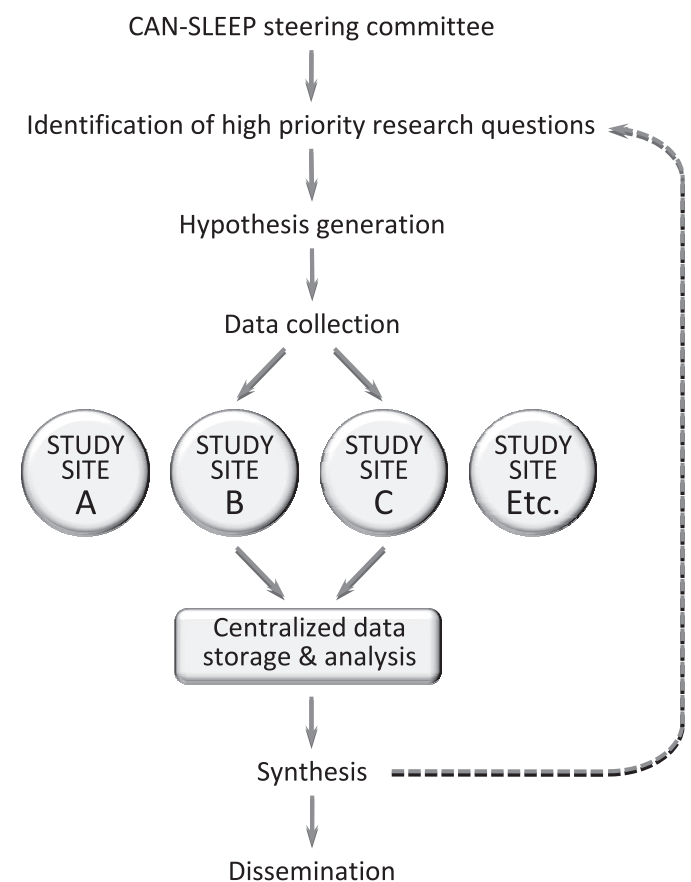 CAN-SLEEP steering committee
Identification of high priority research questions
Hypothesis generation
Data collection
STUDY
SITE
A
STUDY
SITE
B
STUDY
SITE
C
STUDY
SITE
Etc.
Centralized data
storage & analysis
Synthesis
Dissemination